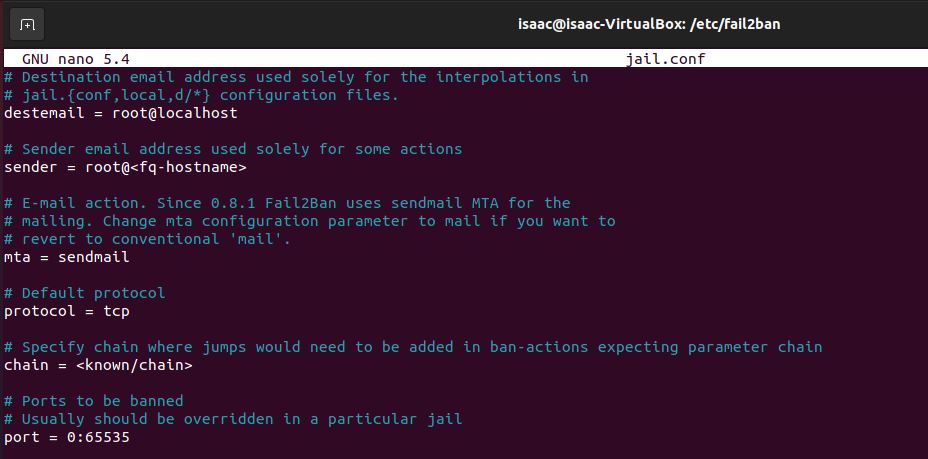 isaac@isaac-VirtualBox: /etc/fail2ban
GNU nano 5.4 jail.conf
# Destination email address used solely for the interpolations in
# jail.{conf,local,d/*} configuration files.
destemail = root@localhost
# Sender email address used solely for some actions
sender = root@<fq-hostname>
# E-mail action. Since 0.8.1 Fail2Ban uses sendmail MTA for the
# mailing. Change mta configuration parameter to mail if you want to
# revert to conventional 'mail'.
mta = sendmail
# Default protocol
protocol = tcp
# Specify chain where jumps would need to be added in ban-actions expecting parameter chain
chain = <known/chain>
# Ports to be banned
# Usually should be overridden in a particular jail
port = 0:65535